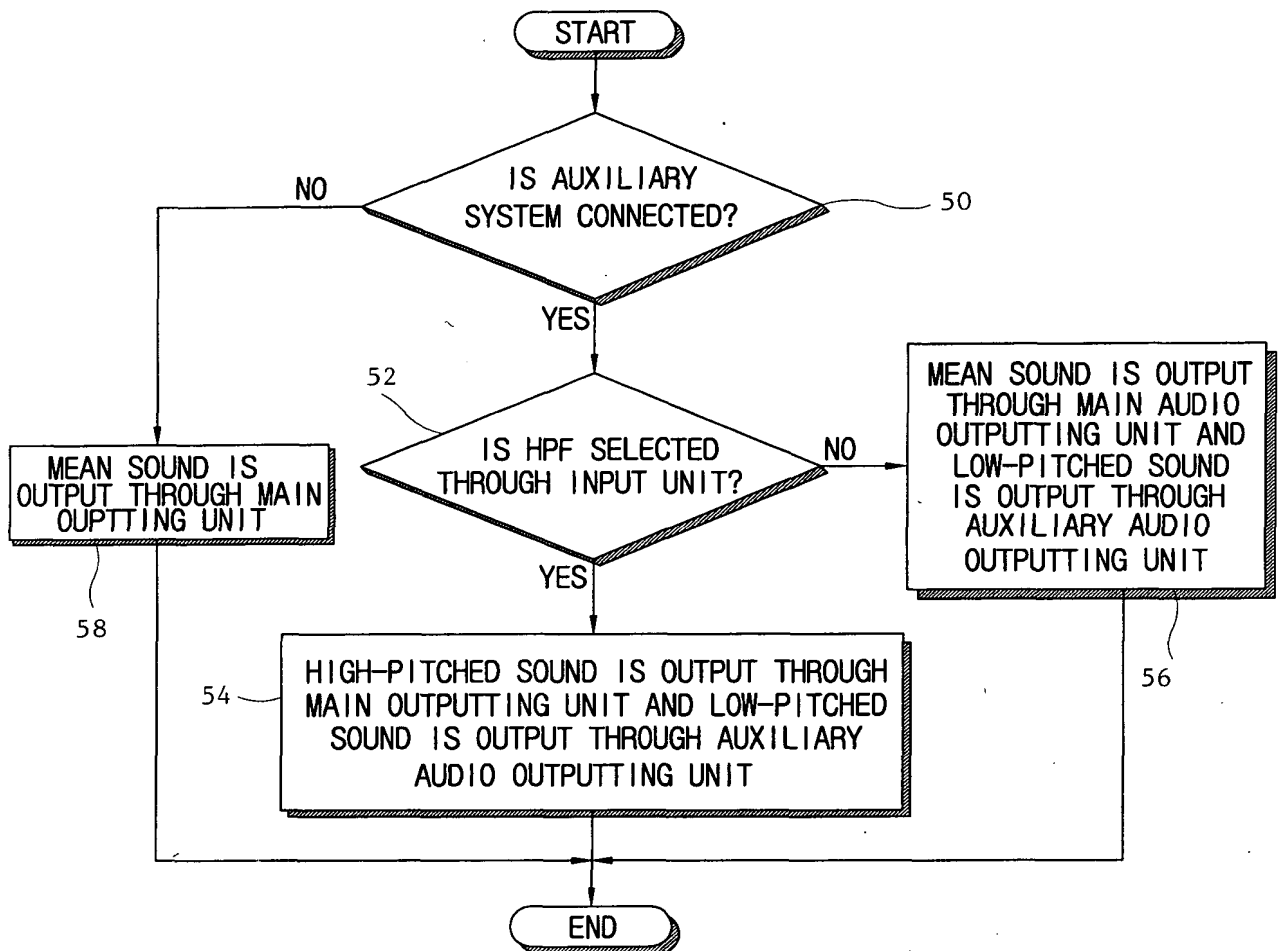 START
IS AUXILIARY
SYSTEM CONNECTED?
50
NO
YES
52
IS HPF SELECTED
THROUGH INPUT UNIT?
NO
YES
MEAN SOUND IS OUTPUT
THROUGH MAIN AUDIO
OUTPUTTING UNIT AND
LOW-PITCHED SOUND
IS OUTPUT THROUGH
AUXILIARY AUDIO
OUTPUTTING UNIT
56
MEAN SOUND IS
OUTPUT THROUGH MAIN
OUPTTING UNIT
58
54
HIGH-PITCHED SOUND IS OUTPUT THROUGH
MAIN OUTPUTTING UNIT AND LOW-PITCHED
SOUND IS OUTPUT THROUGH AUXILIARY
AUDIO OUTPUTTING UNIT
END